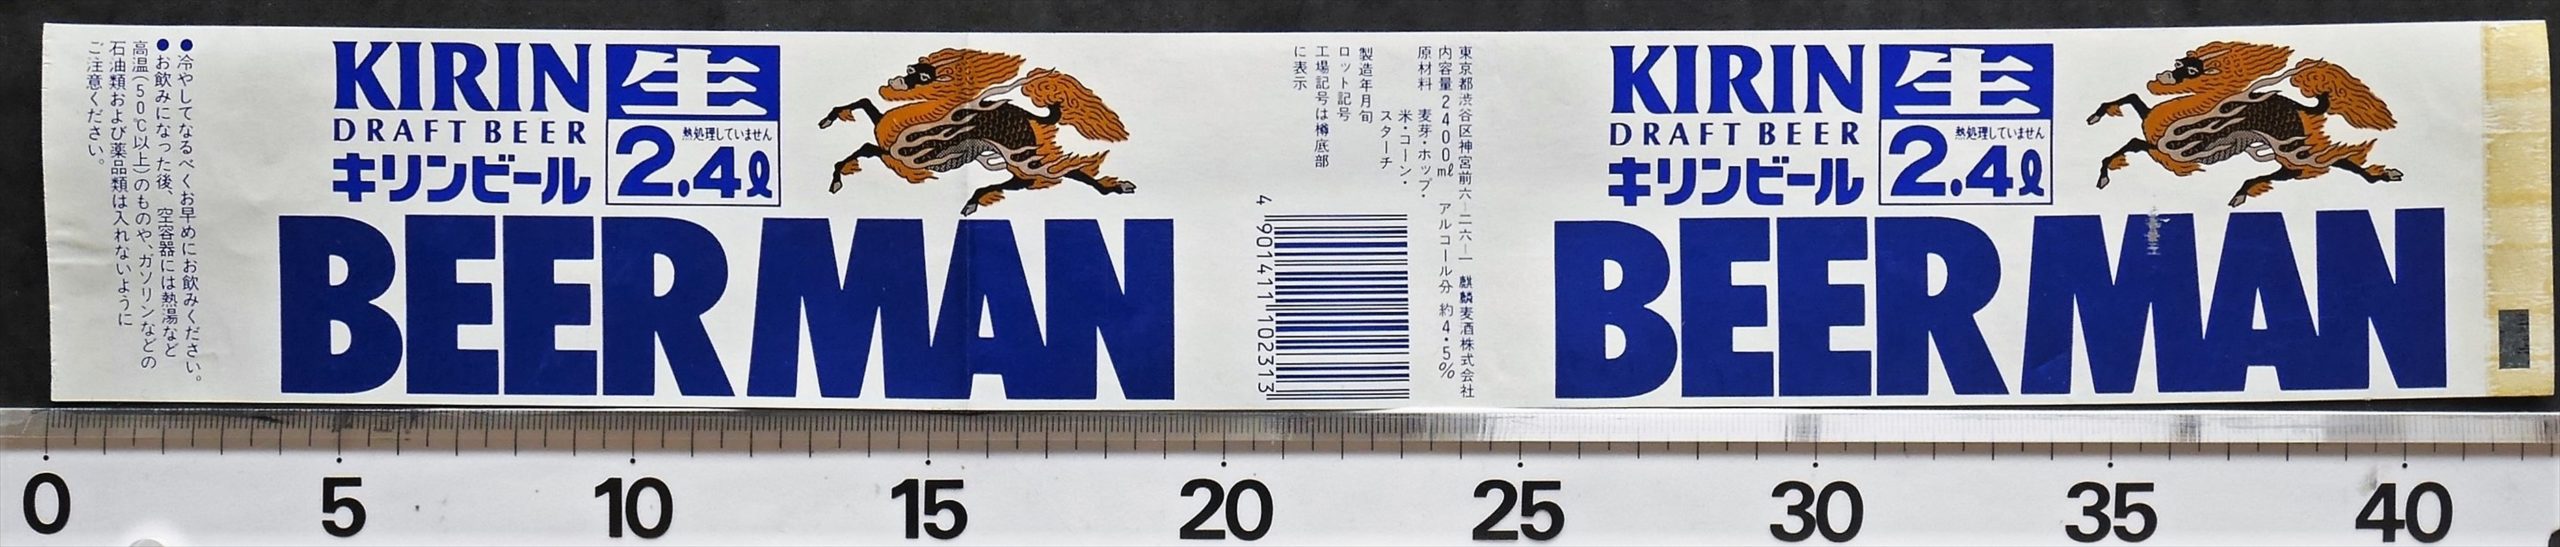 ●冷やしてなるべくお早めにお飲みください。
●お飲みになった後、空容器には熱湯など
高温(50℃以上)のものや、ガソリンなどの
石油類および薬品類は入れないように
ご注意ください。
KIRIN
DRAFT BEER
キリンビール
生
熱処理していません
2.4ℓ
BEER MAN
東京都渋谷区神宮前六-二六-一 麒麟麦酒株式会社
内容量2400mℓ アルコール分 約4.5%
原材料 麦芽・ホップ・
米・コーン・
スターチ
製造年月旬
ロット記号
工場記号は樽底部
に表示
4 901411 102313
KIRIN
DRAFT BEER
キリンビール
生
熱処理していません
2.4ℓ
BEER MAN
0 5 10 15 20 25 30 35 40